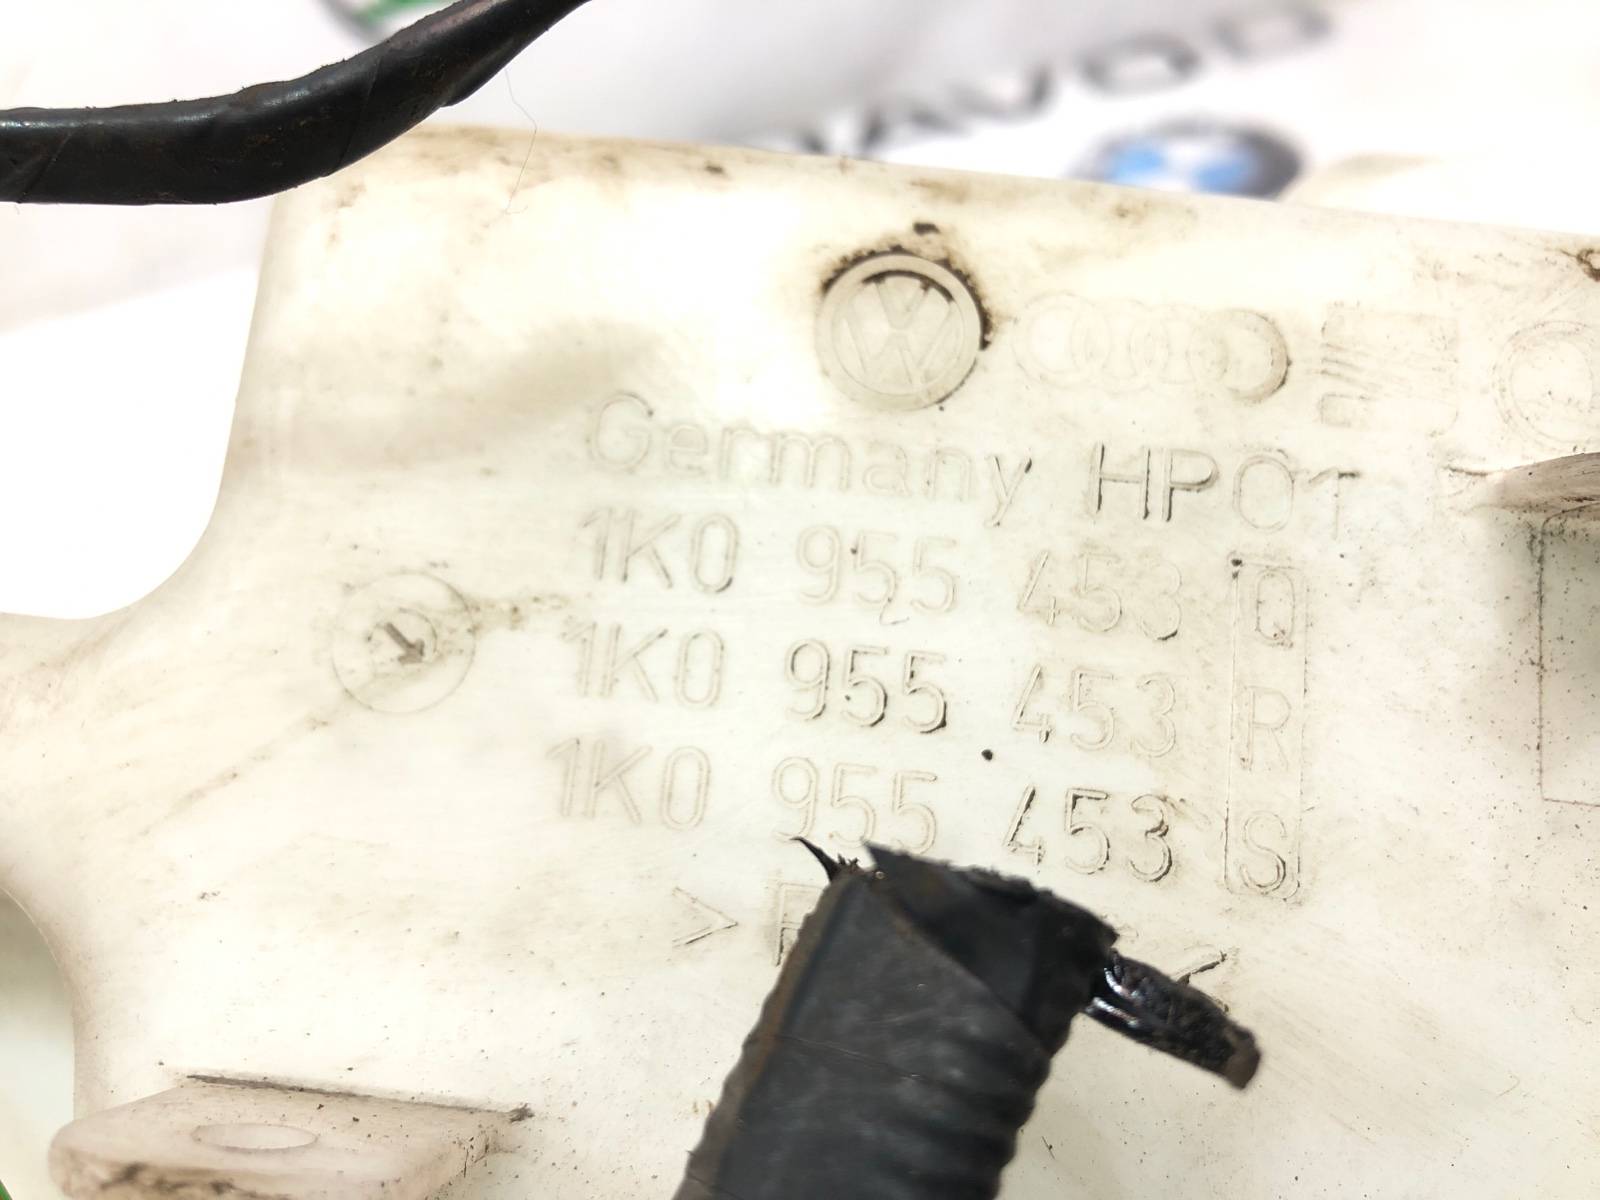 Germany HP01
1K0 955 453 Q
1K0 955 453 R
1K0 955 453 S